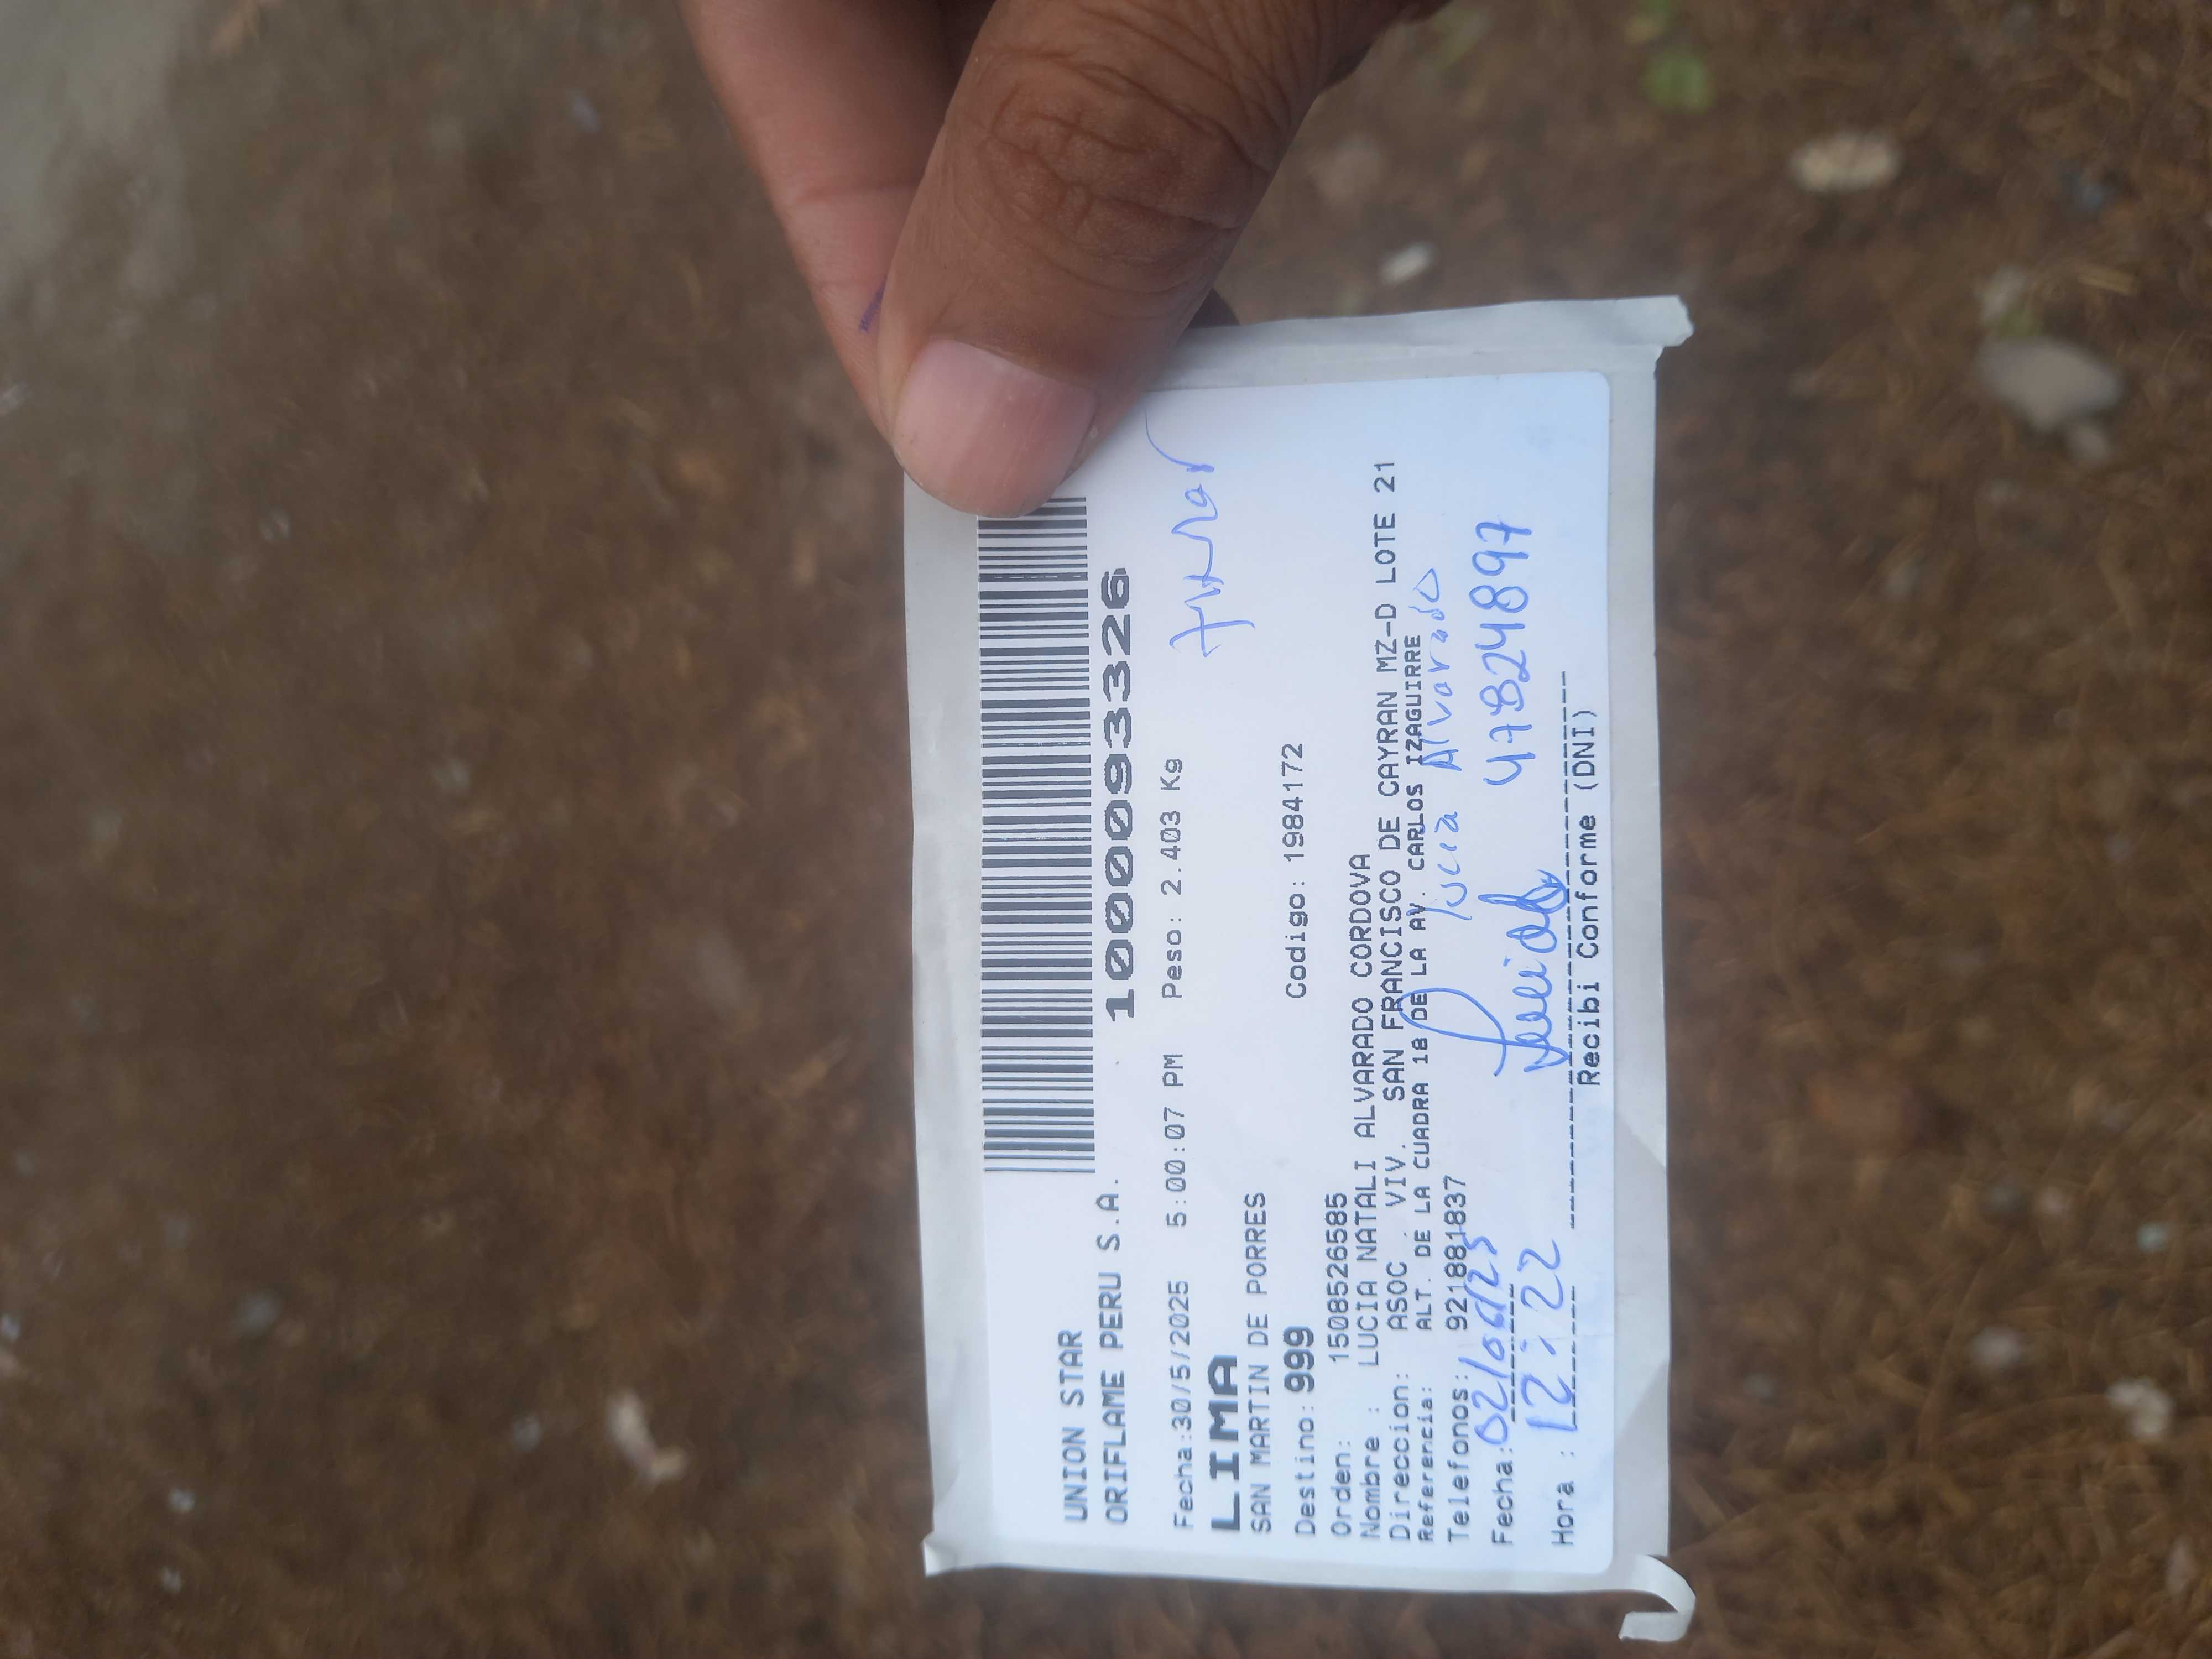 UNION STAR
ORIFLAME PERU S.A.
10000933326
Fecha:30/5/2025 5:00:07 PM Peso: 2.403 Kg
LIMA
SAN MARTIN DE PORRES
Destino: 999 Codigo: 1984172
Orden: 1508526585
Nombre : LUCIA NATALI ALVARADO CORDOVA
Direccion: ASOC . VIV. SAN FRANCISCO DE CAYRAN MZ-D LOTE 21
Referencia: ALT. DE LA CUADRA 18 DE LA AV. CARLOS IZAGUIRRE
Telefonos: 921881837
Lucia Alvarado
Fecha: 02/06/25
47824897
Hora : 12:22
Recibi Conforme (DNI)